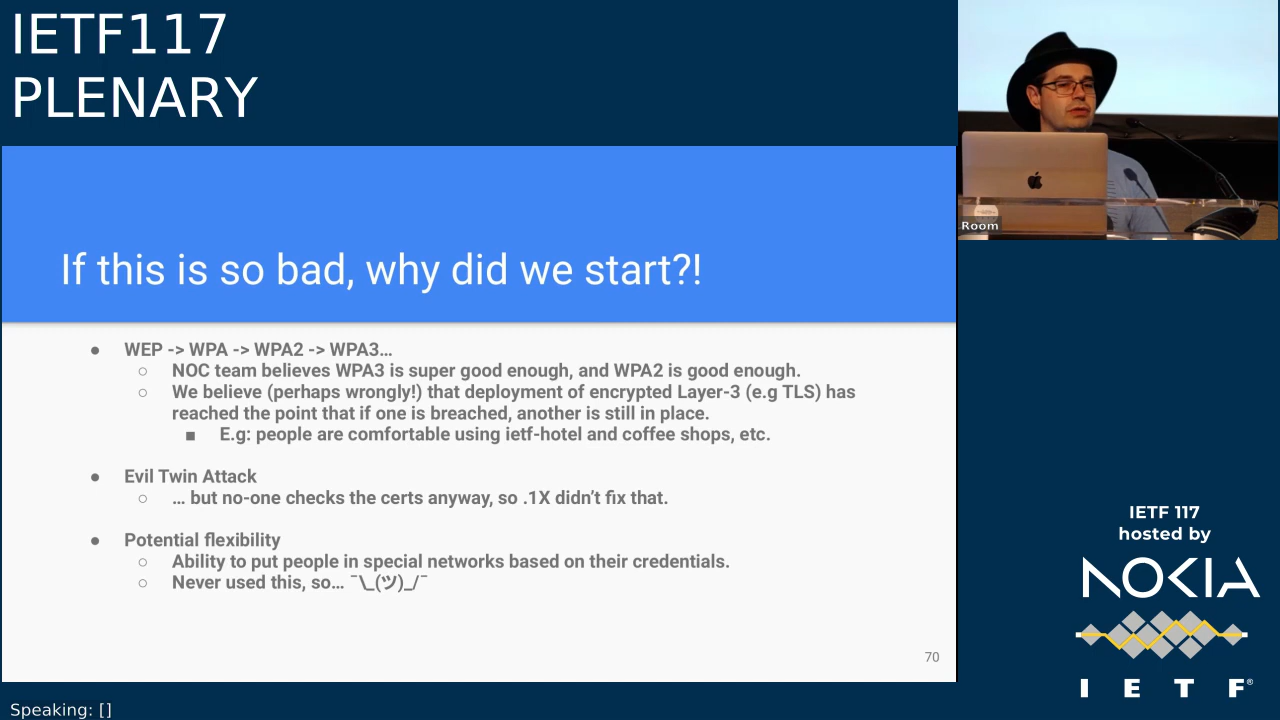 IETF117
PLENARY
Room
If this is so bad, why did we start?!
● WEP -> WPA -> WPA2 -> WPA3…
○ NOC team believes WPA3 is super good enough, and WPA2 is good enough.
○ We believe (perhaps wrongly!) that deployment of encrypted Layer-3 (e.g TLS) has
reached the point that if one is breached, another is still in place.
■ E.g: people are comfortable using ietf-hotel and coffee shops, etc.
● Evil Twin Attack
○ … but no-one checks the certs anyway, so .1X didn’t fix that.
● Potential flexibility
○ Ability to put people in special networks based on their credentials.
○ Never used this, so… ¯\_(ツ)_/¯
70
IETF 117
hosted by
NOKIA
I E T F®
Speaking: []